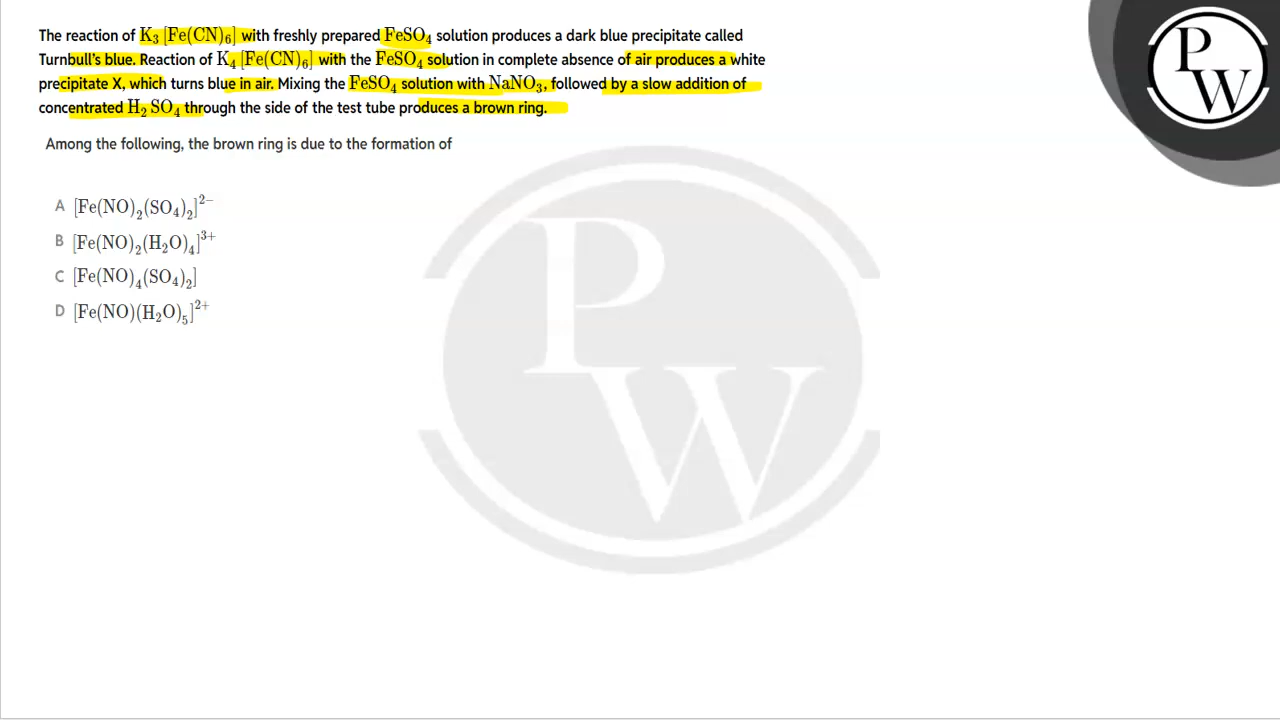 The reaction of K₃ [Fe(CN)₆] with freshly prepared FeSO₄ solution produces a dark blue precipitate called
Turnbull's blue. Reaction of K₄ [Fe(CN)₆] with the FeSO₄ solution in complete absence of air produces a white
precipitate X, which turns blue in air. Mixing the FeSO₄ solution with NaNO₃, followed by a slow addition of
concentrated H₂ SO₄ through the side of the test tube produces a brown ring.
Among the following, the brown ring is due to the formation of
A [Fe(NO)₂(SO₄)₂]²⁻
B [Fe(NO)₂(H₂O)₄]³⁺
C [Fe(NO)₄(SO₄)₂]
D [Fe(NO)(H₂O)₅]²⁺
PW
PW